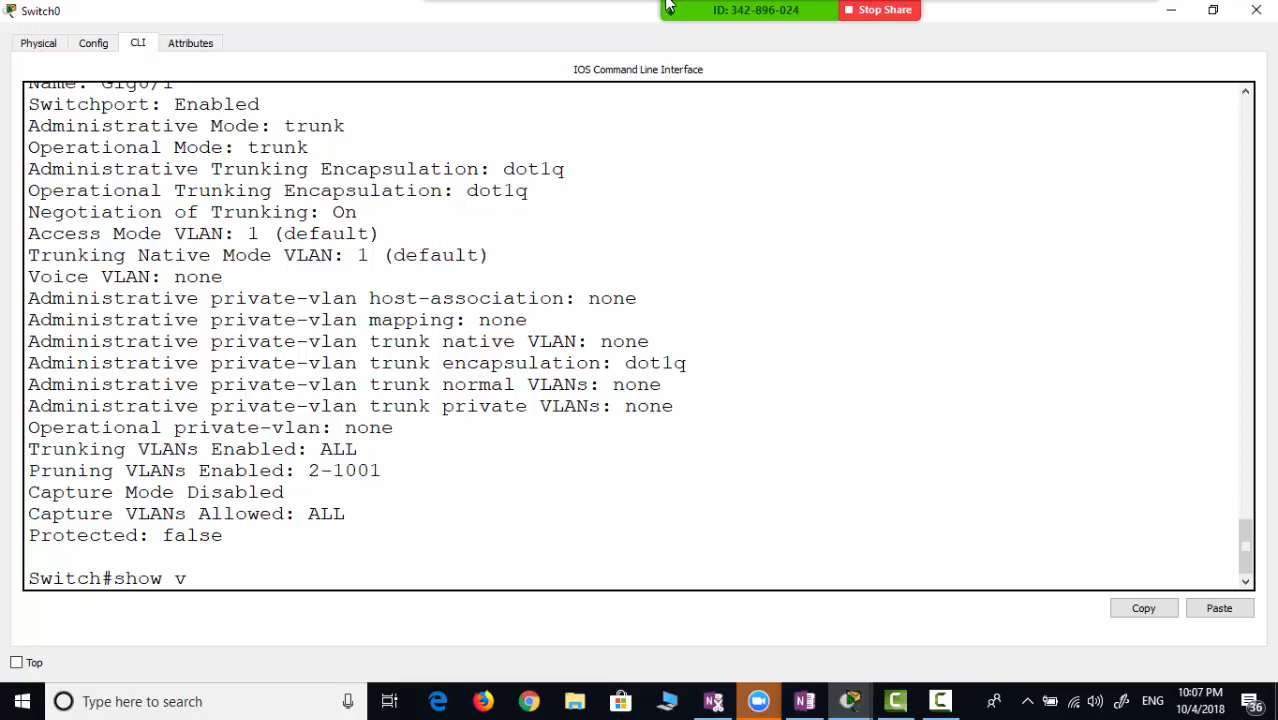 Switch0
ID: 342-896-024
Stop Share
Physical
Config
CLI
Attributes
IOS Command Line Interface
Name: Gig0/1
Switchport: Enabled
Administrative Mode: trunk
Operational Mode: trunk
Administrative Trunking Encapsulation: dot1q
Operational Trunking Encapsulation: dot1q
Negotiation of Trunking: On
Access Mode VLAN: 1 (default)
Trunking Native Mode VLAN: 1 (default)
Voice VLAN: none
Administrative private-vlan host-association: none
Administrative private-vlan mapping: none
Administrative private-vlan trunk native VLAN: none
Administrative private-vlan trunk encapsulation: dot1q
Administrative private-vlan trunk normal VLANs: none
Administrative private-vlan trunk private VLANs: none
Operational private-vlan: none
Trunking VLANs Enabled: ALL
Pruning VLANs Enabled: 2-1001
Capture Mode Disabled
Capture VLANs Allowed: ALL
Protected: false
Switch#show v
Copy
Paste
Top
Type here to search
ENG
10:07 PM
10/4/2018
36